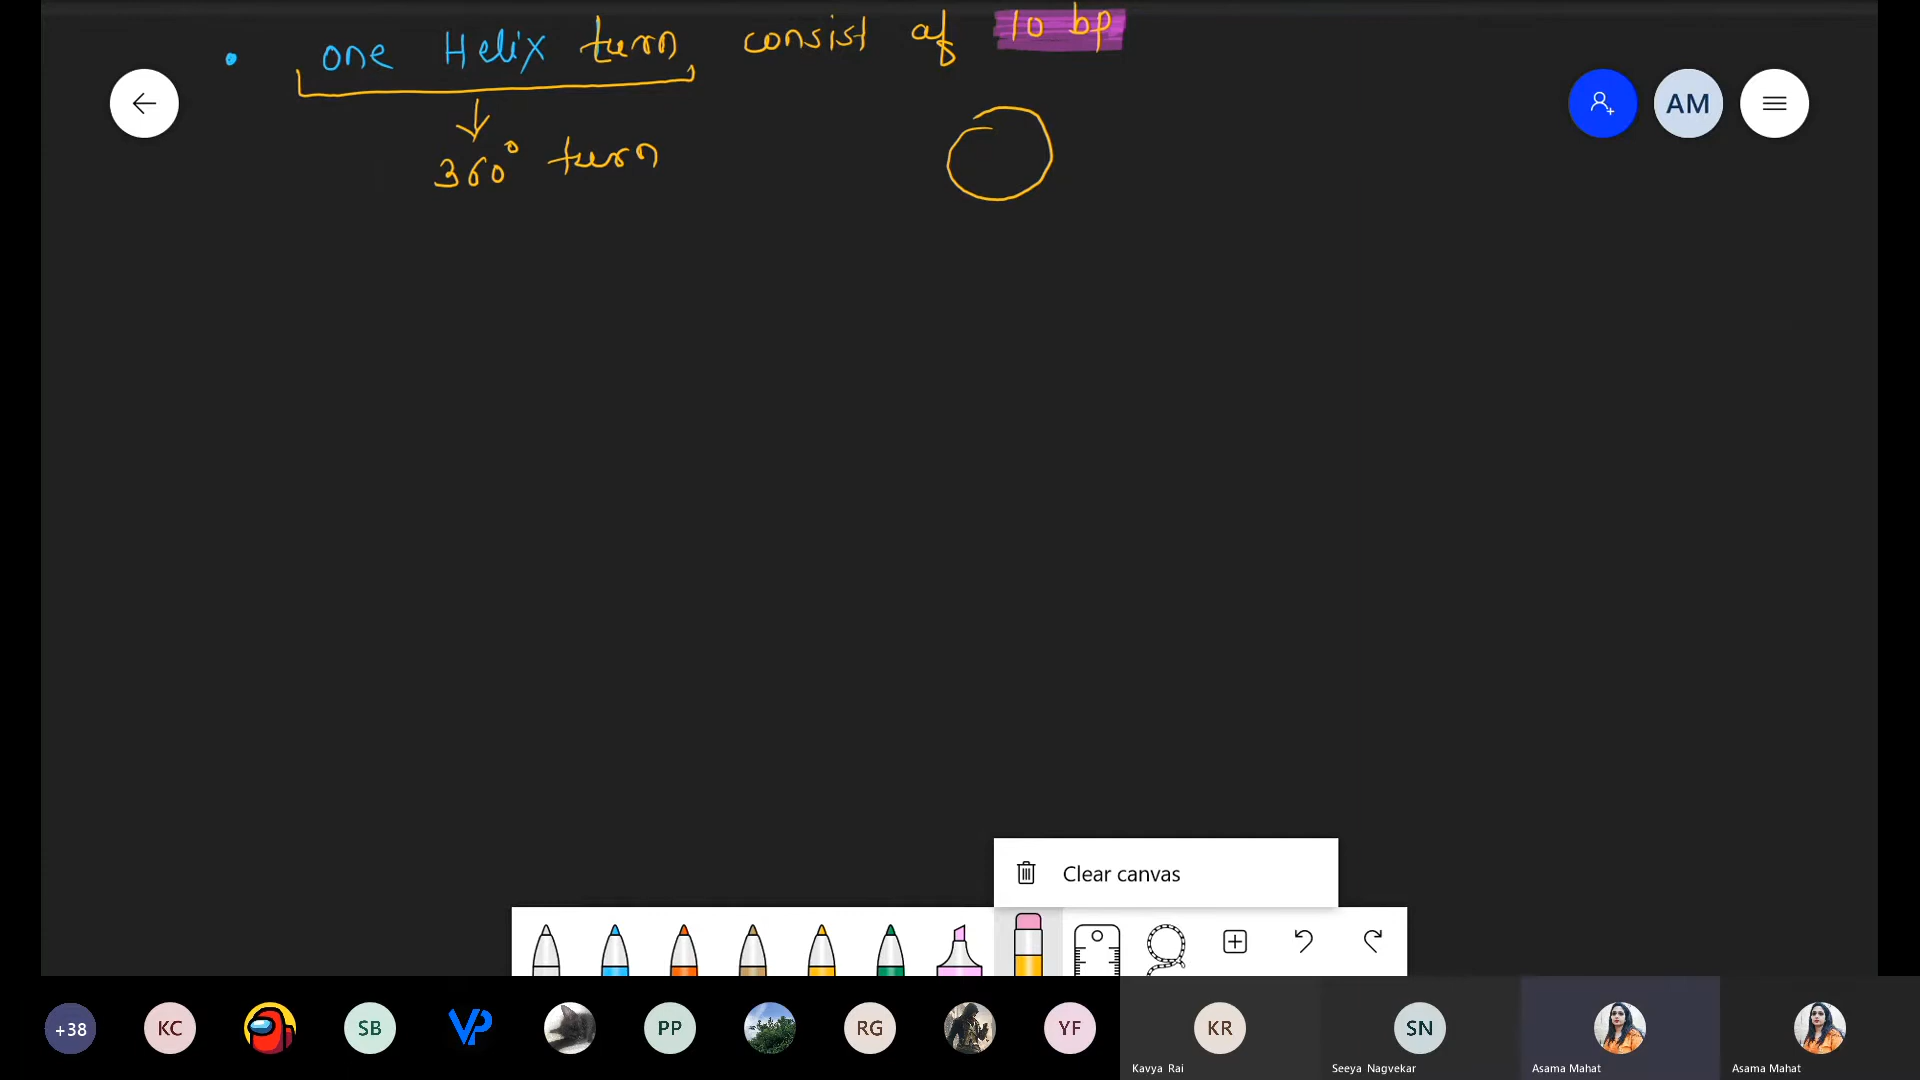 • one Helix turn consist of 10 bp
360° turn
AM
Clear canvas
+38
KC
SB
VP
PP
RG
YF
KR
SN
Kavya Rai
Seeya Nagvekar
Asama Mahat
Asama Mahat